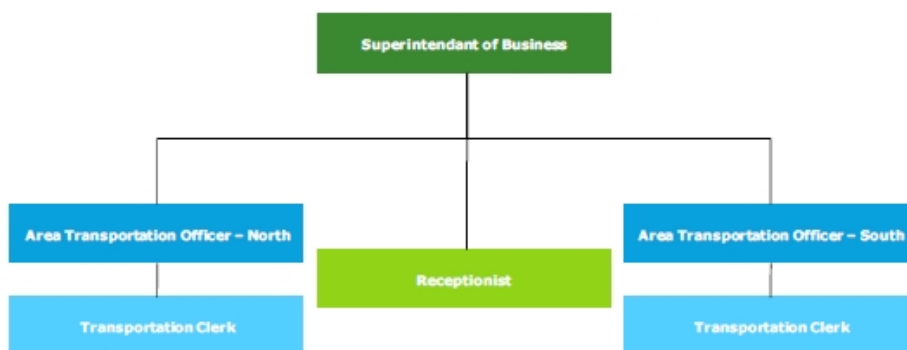 Superintendant of Business
Area Transportation Officer – North
Area Transportation Officer – South
Receptionist
Transportation Clerk
Transportation Clerk